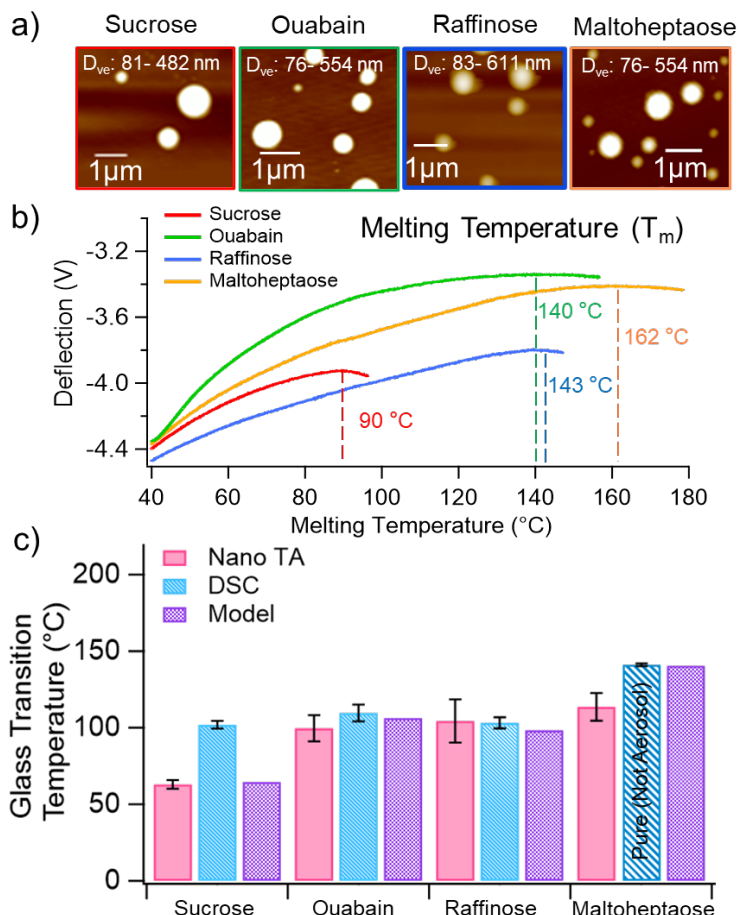 a)
Sucrose
Ouabain
Raffinose
Maltoheptaose
Dve: 81- 482 nm
Dve: 76- 554 nm
Dve: 83- 611 nm
Dve: 76- 554 nm
1μm
1μm
1μm
1μm
b)
Sucrose
Ouabain
Raffinose
Maltoheptaose
Melting Temperature (Tm)
Deflection (V)
-3.2
-3.6
-4.0
-4.4
140 °C
162 °C
143 °C
90 °C
40 60 80 100 120 140 160 180
Melting Temperature (°C)
c)
Nano TA
DSC
Model
Glass Transition
Temperature (°C)
200
150
100
50
0
Pure (Not Aerosol)
Sucrose Ouabain Raffinose Maltoheptaose